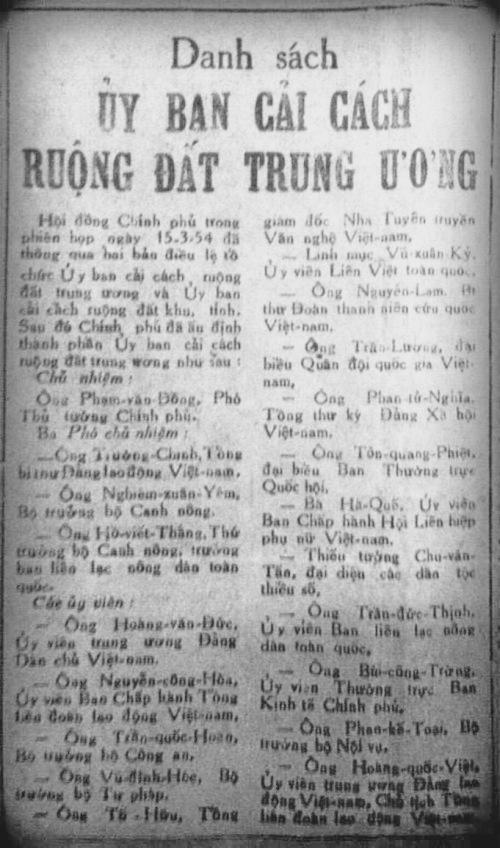 Danh sách
ỦY BAN CẢI CÁCH
RUỘNG ĐẤT TRUNG ƯƠNG
Hội đồng Chính phủ trong
phiên họp ngày 15-3-54 đã
thông qua hai bản điều lệ tổ
chức Ủy ban cải cách ruộng
đất trung ương và Ủy ban
cải cách ruộng đất khu, tỉnh.
Sau đó Chính phủ đã ấn định
thành phần Ủy ban cải cách
ruộng đất trung ương như sau :
Chủ nhiệm :
Ông Phạm-văn-Đồng, Phó
Thủ tướng Chính phủ.
Ba Phó chủ nhiệm :
— Ông Trường-Chinh, Tổng
bí thư Đảng lao động Việt-nam.
— Ông Nghiêm-xuân-Yêm,
Bộ trưởng bộ Canh nông.
— Ông Hồ-viết-Thắng, Thứ
trưởng bộ Canh nông, trưởng
ban liên lạc nông dân toàn
quốc.
Các ủy viên :
— Ông Hoàng-văn-Đức,
Ủy viên trung ương Đảng
Dân chủ Việt-nam.
— Ông Nguyễn-công-Hòa,
Ủy viên Ban Chấp hành Tổng
liên đoàn lao động Việt-nam,
— Ông Trần-quốc-Hoàn,
Bộ trưởng bộ Công an,
— Ông Vũ-đình-Hòe, Bộ
trưởng bộ Tư pháp.
— Ông Tố-Hữu, Tổng
giám đốc Nha Tuyên truyền
Văn nghệ Việt-nam,
— Linh mục Vũ-xuân-Kỷ,
Ủy viên Liên Việt toàn quốc,
— Ông Nguyễn-Lam, Bí
thư Đoàn thanh niên cứu quốc
Việt-nam.
— Ông Trần-Lương, đại
biểu Quân đội quốc gia Việt-
nam,
— Ông Phan-tử-Nghĩa,
Tổng thư ký Đảng Xã hội
Việt-nam.
— Ông Tôn-quang-Phiệt,
đại biểu Ban Thường trực
Quốc hội,
— Bà Hà-Quế, Ủy viên
Ban Chấp hành Hội Liên hiệp
phụ nữ Việt-nam.
— Thiếu tướng Chu-văn-
Tấn, đại diện các dân tộc
thiểu số,
— Ông Trần-đức-Thịnh,
Ủy viên Ban liên lạc nông
dân toàn quốc,
— Ông Bùi-công-Trừng,
Ủy viên Thường trực Ban
Kinh tế Chính phủ,
— Ông Phan-kế-Toại, Bộ
trưởng bộ Nội vụ,
— Ông Hoàng-quốc-Việt,
Ủy viên trung ương Đảng lao
động Việt-nam, Chủ tịch Tổng
liên đoàn lao động Việt-nam